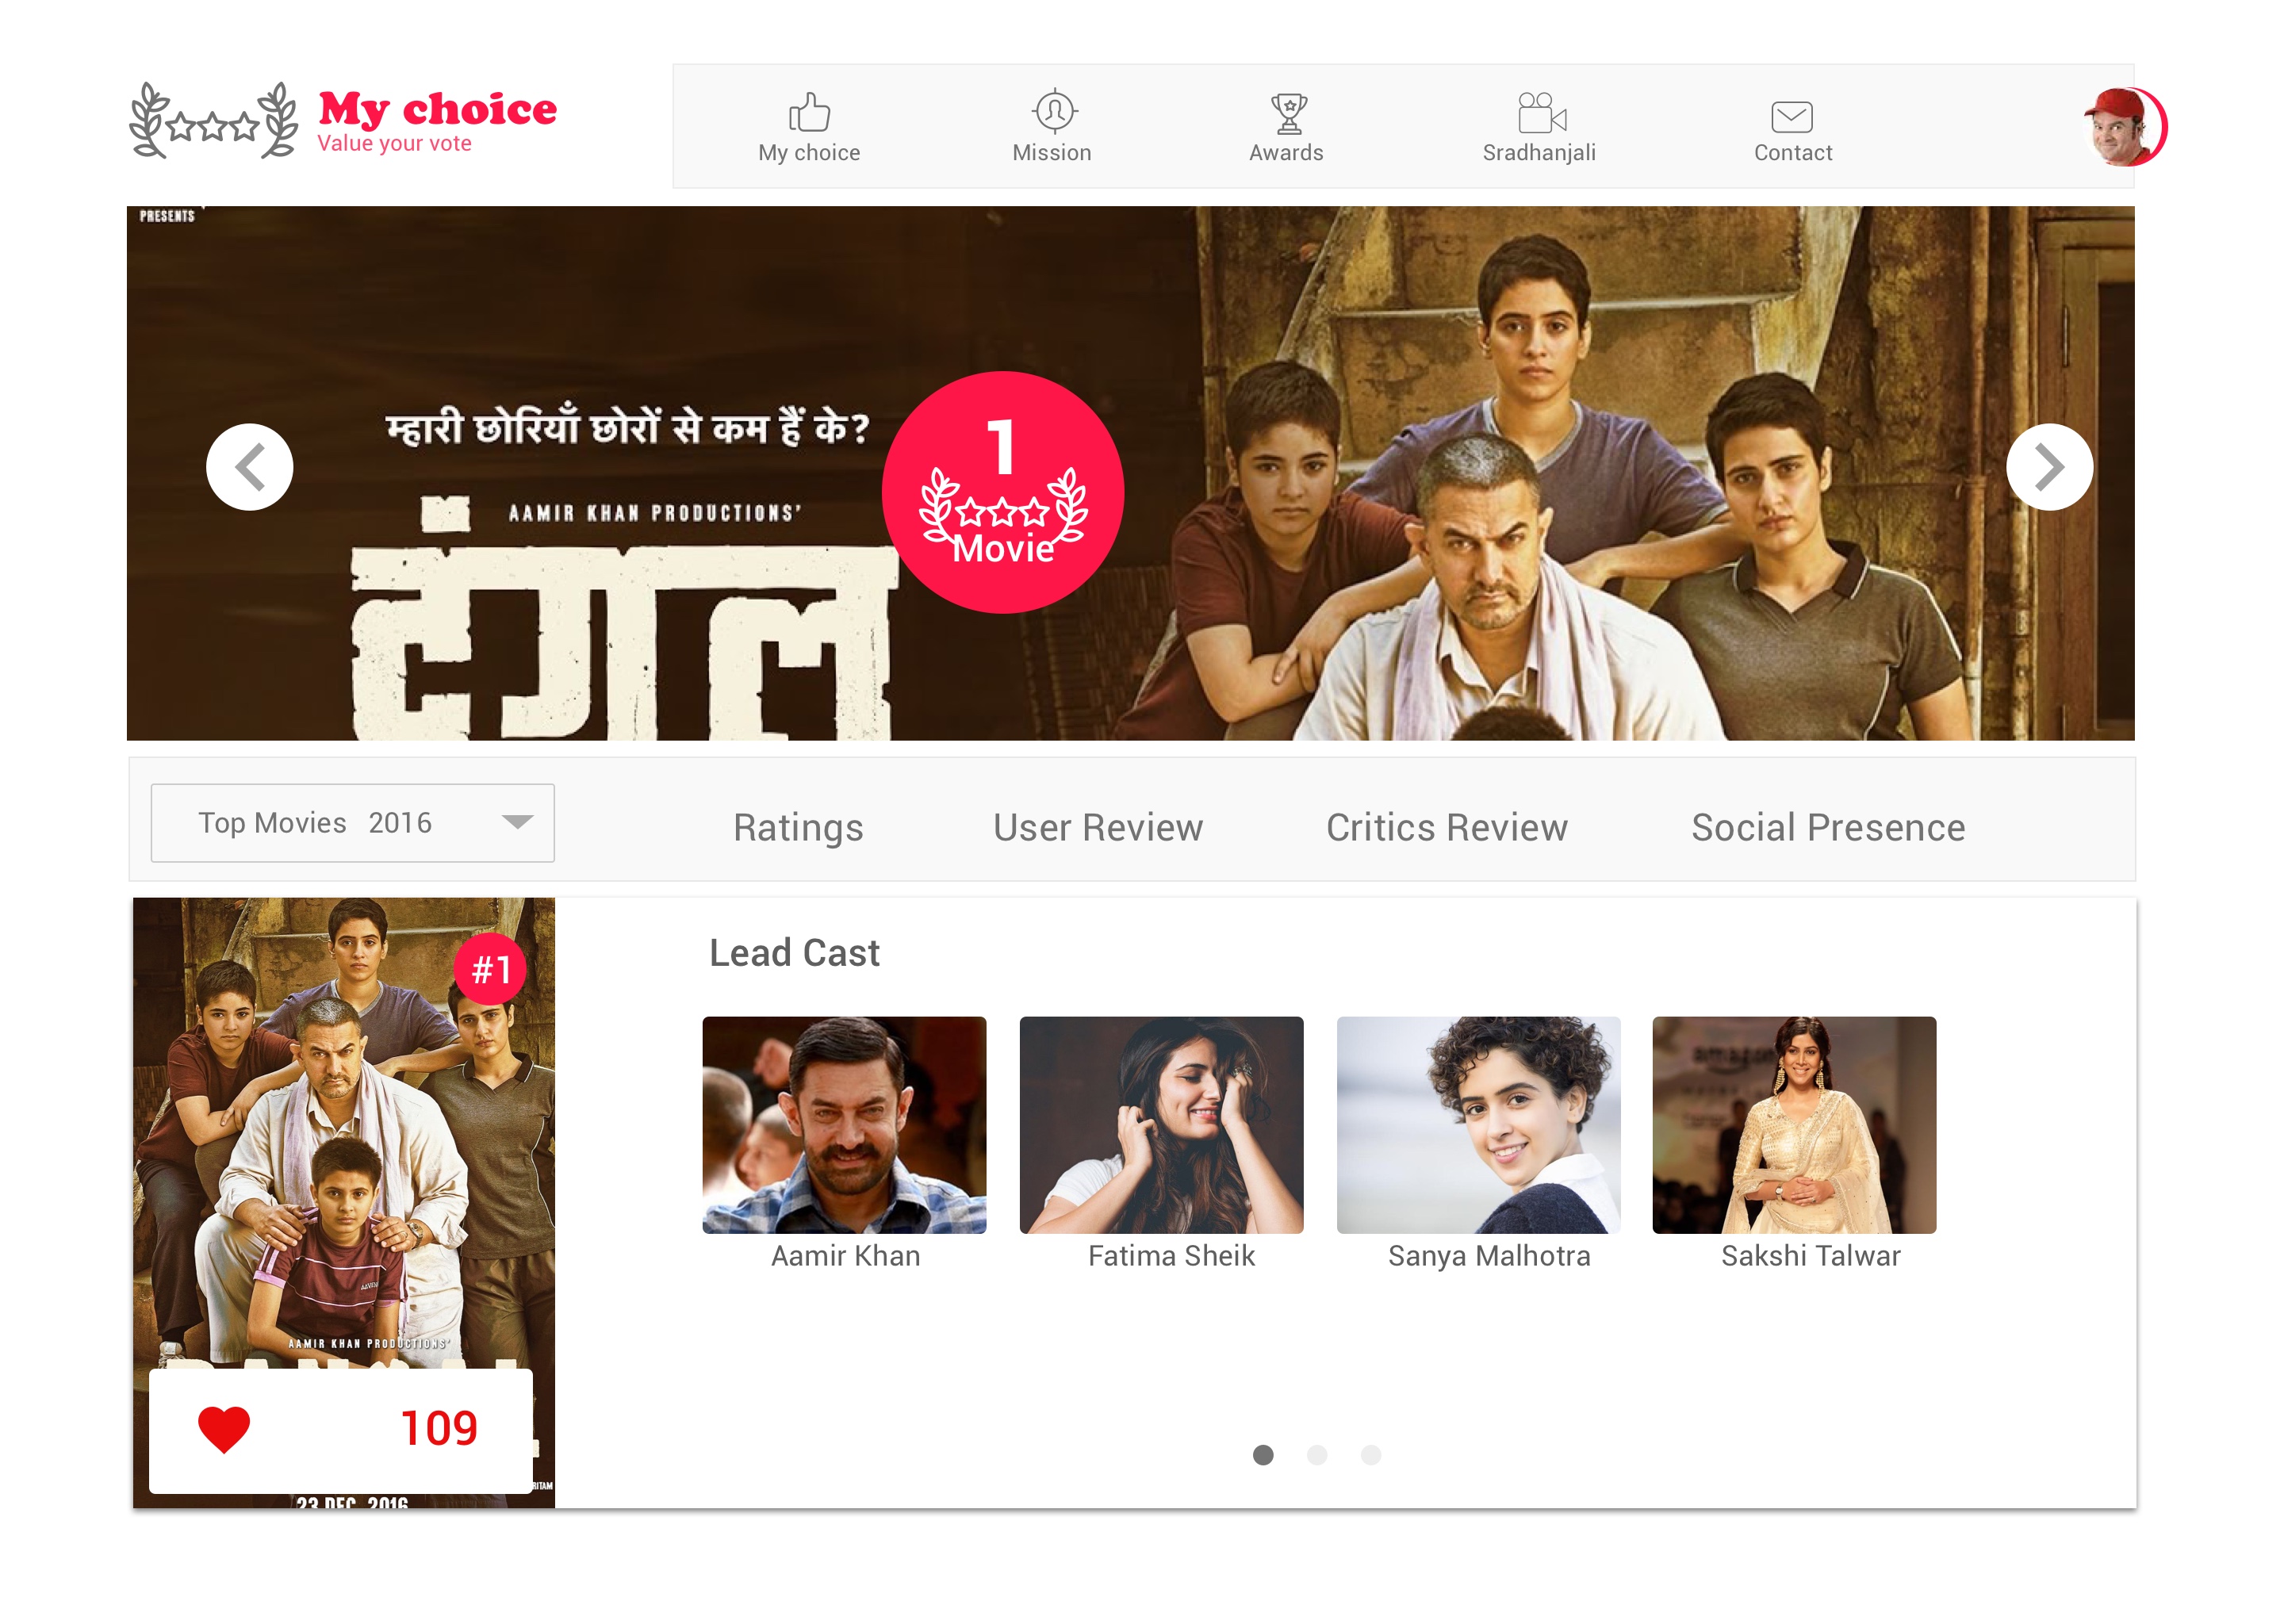 My choice
Value your vote
My choice
Mission
Awards
Sradhanjali
Contact
PRESENTS
म्हारी छोरियाँ छोरों से कम हैं के?
AAMIR KHAN PRODUCTIONS'
दंगल
1
Movie
Top Movies 2016
Ratings
User Review
Critics Review
Social Presence
#1
AAMIR KHAN PRODUCTIONS'
109
23 DEC 2016
Lead Cast
amazon
Aamir Khan
Fatima Sheik
Sanya Malhotra
Sakshi Talwar